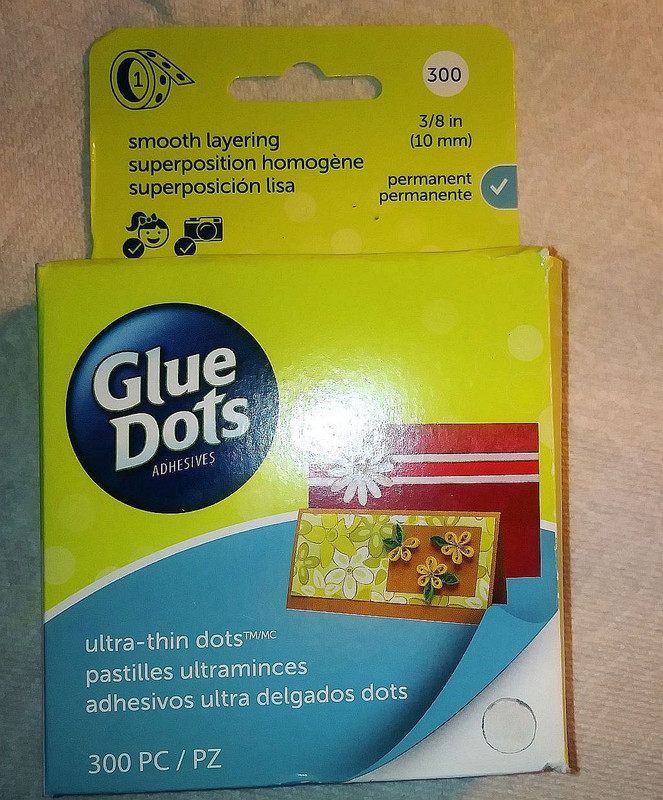 1
300
3/8 in
(10 mm)
smooth layering
superposition homogène
superposición lisa
permanent
permanente
Glue
Dots
ADHESIVES
ultra-thin dots™/MC
pastilles ultraminces
adhesivos ultra delgados dots
300 PC / PZ